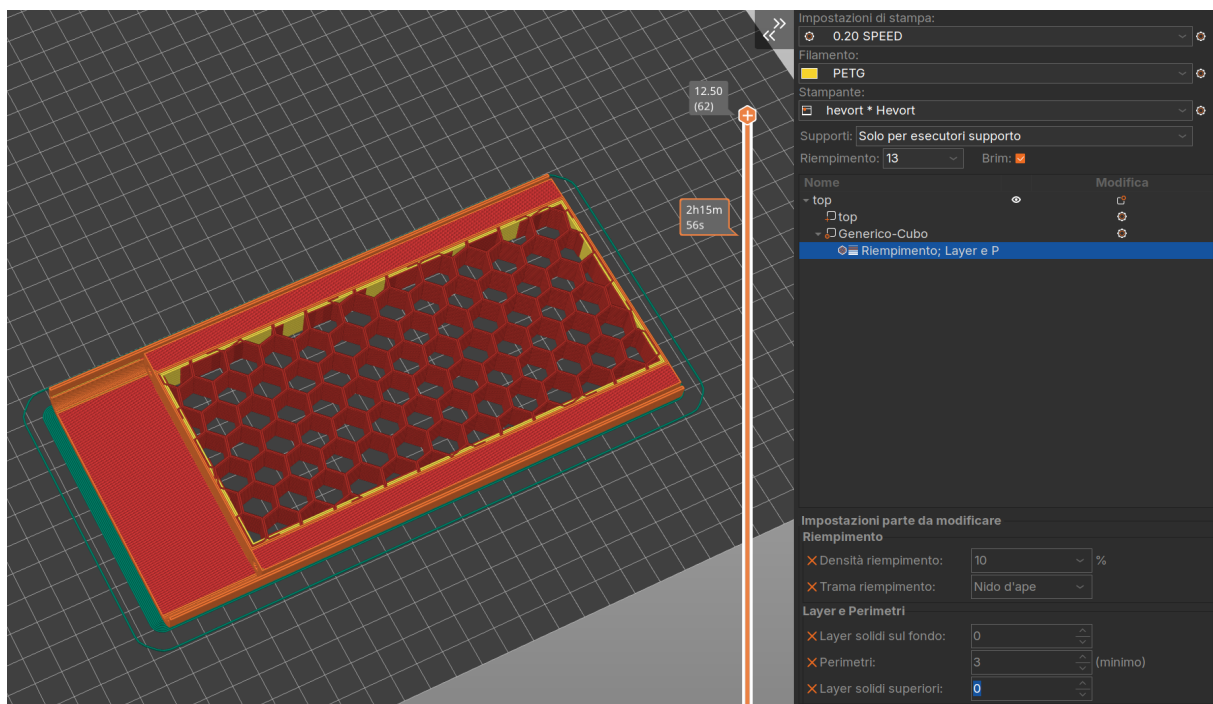 Impostazioni di stampa:
0.20 SPEED
Filamento:
PETG
Stampante:
hevort * Hevort
Supporti: Solo per esecutori supporto
Riempimento: 13 Brim:
Nome Modifica
top
top
Generico-Cubo
Riempimento; Layer e P
12.50
(62)
2h15m
56s
Impostazioni parte da modificare
Riempimento
Densità riempimento: 10 %
Trama riempimento: Nido d'ape
Layer e Perimetri
Layer solidi sul fondo: 0
Perimetri: 3 (minimo)
Layer solidi superiori: 0